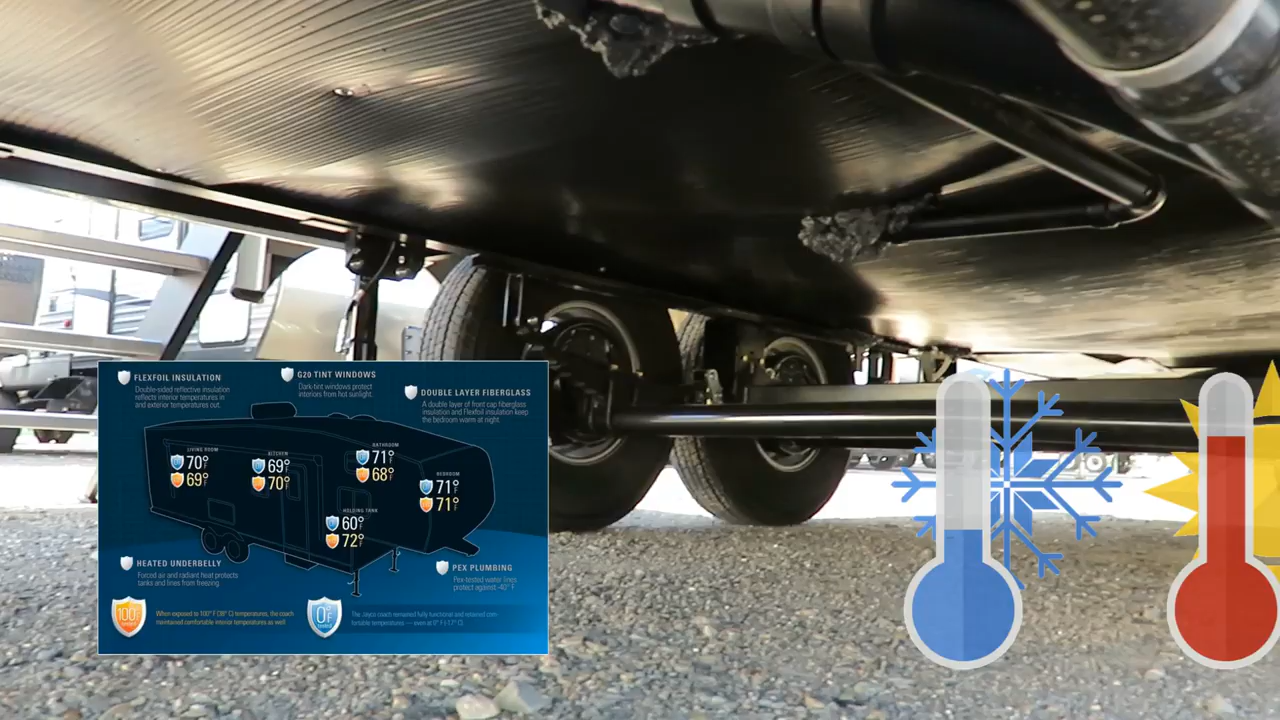 FLEXFOIL INSULATION
Double-sided reflective insulation
reflects interior temperatures in
and exterior temperatures out.
G20 TINT WINDOWS
Dark-tint windows protect
interiors from hot sunlight.
DOUBLE LAYER FIBERGLASS
A double layer of front cap fiberglass
insulation and Flexfoil insulation keep
the bedroom warm at night.
LIVING ROOM
70°F
69°F
KITCHEN
69°F
70°F
BATHROOM
71°F
68°F
BEDROOM
71°F
71°F
HOLDING TANK
60°F
72°F
HEATED UNDERBELLY
Forced air and radiant heat protects
tanks and lines from freezing.
PEX PLUMBING
Pex-tested water lines
protect against -40° F
100°F
tested
When exposed to 100° F (38° C) temperatures, the coach
maintained comfortable interior temperatures as well
0°F
tested
The Jayco coach remained fully functional and retained com-
fortable temperatures — even at 0° F (-17° C).